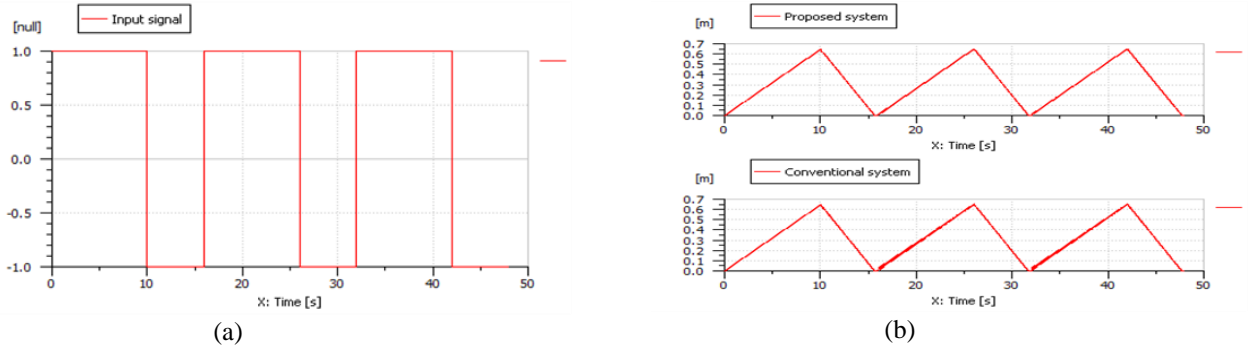 Input signal
[null]
1.0
0.5
0.0
-0.5
-1.0
0 10 20 30 40 50
X: Time [s]
(a)
Proposed system
[m]
0.7
0.6
0.5
0.4
0.3
0.2
0.1
0.0
0 10 20 30 40 50
X: Time [s]
Conventional system
[m]
0.7
0.6
0.5
0.4
0.3
0.2
0.1
0.0
0 10 20 30 40 50
X: Time [s]
(b)